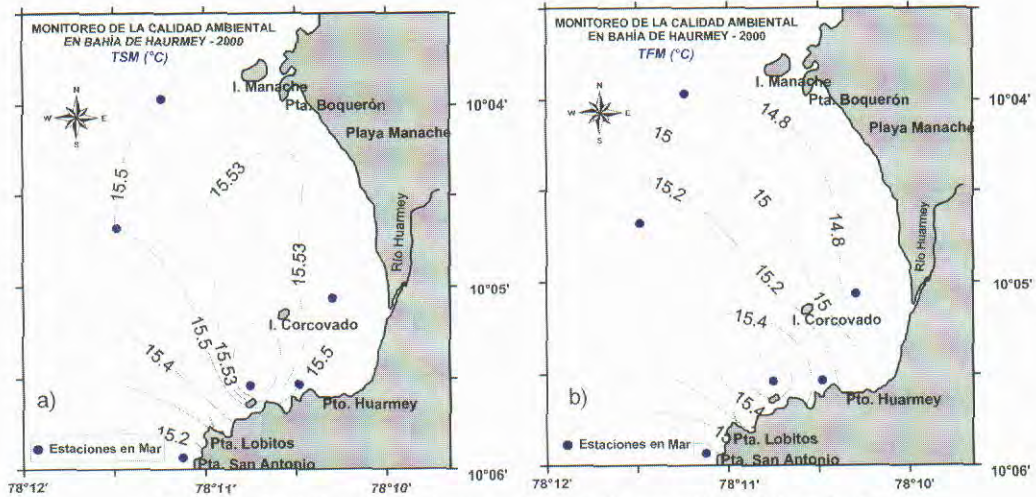 MONITOREO DE LA CALIDAD AMBIENTAL
EN BAHÍA DE HAURMEY - 2000
TSM (°C)
I. Manache
Pta. Boquerón
10°04'
Playa Manache
N
W
E
S
15.5
15.53
Río Huarmey
15.53
10°05'
I. Corcovado
15.5
15.53
15.4
15.5
a)
Pto. Huarmey
15.2
Pta. Lobitos
Estaciones en Mar
Pta. San Antonio
10°06'
78°12'
78°11'
78°10'
MONITOREO DE LA CALIDAD AMBIENTAL
EN BAHÍA DE HAURMEY - 2000
TFM (°C)
I. Manache
Pta. Boquerón
10°04'
14.8
Playa Manache
N
W
E
S
15
15.2
15
14.8
Río Huarmey
15.2
10°05'
15
15.4
I. Corcovado
b)
15.4
Pto. Huarmey
Pta. Lobitos
Estaciones en Mar
Pta. San Antonio
10°06'
78°12'
78°11'
78°10'